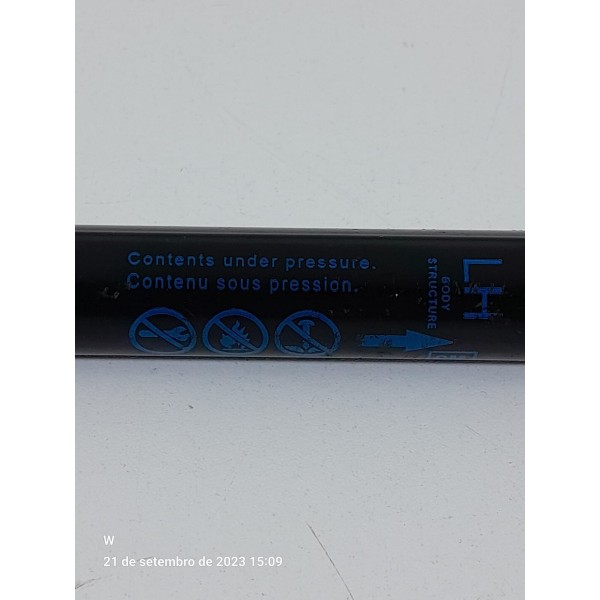 Contents under pressure.
Contenu sous pression.
LH
BODY
STRUCTURE
W
21 de setembro de 2023 15:09